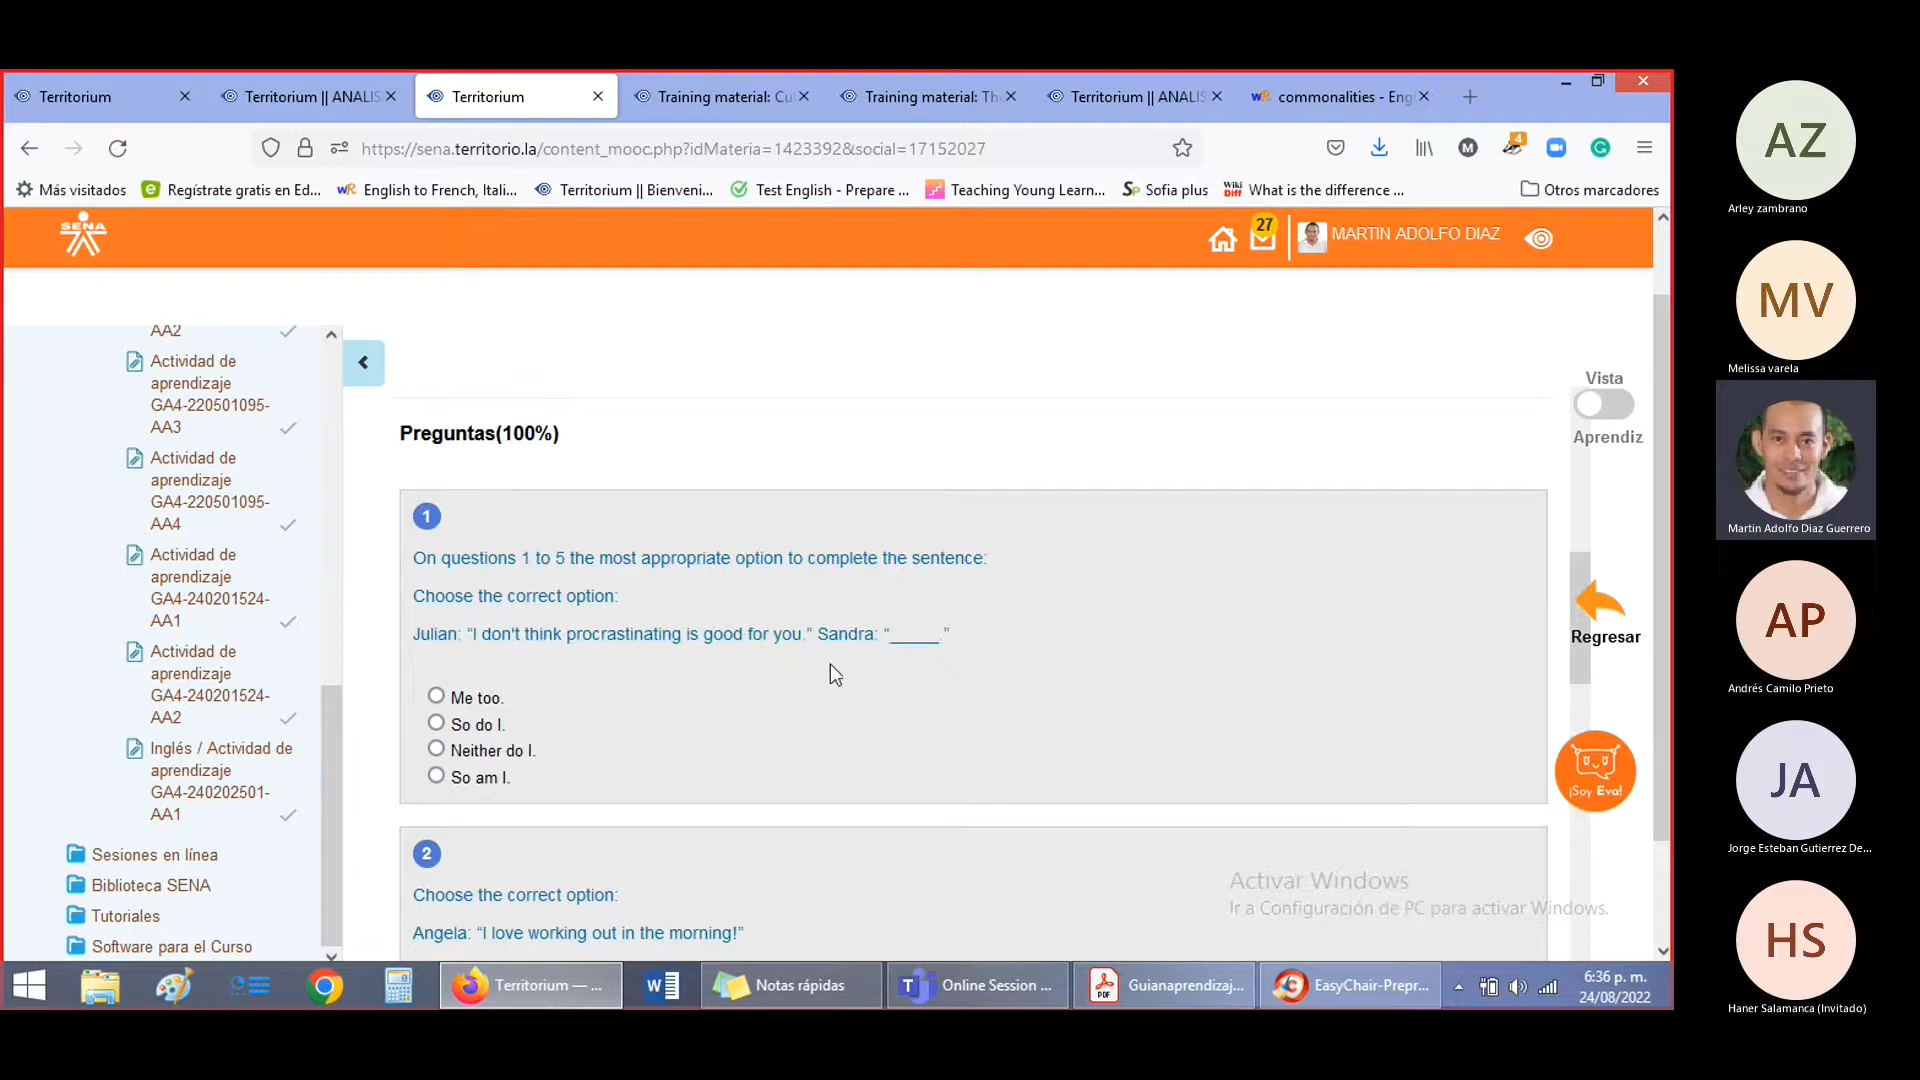 Territorium
Territorium || ANALIS
Territorium
Training material: Cu
Training material: Th
Territorium || ANALIS
commonalities - Eng
https://sena.territorio.la/content_mooc.php?idMateria=1423392&social=17152027
M
4
Más visitados
Regístrate gratis en Ed...
WR English to French, Itali...
Territorium || Bienveni...
Test English - Prepare ...
Teaching Young Learn...
Sp Sofia plus
Wiki Diff What is the difference ...
Otros marcadores
SENA
27
MARTIN ADOLFO DIAZ
AA2
Actividad de
aprendizaje
GA4-220501095-
AA3
Actividad de
aprendizaje
GA4-220501095-
AA4
Actividad de
aprendizaje
GA4-240201524-
AA1
Actividad de
aprendizaje
GA4-240201524-
AA2
Inglés / Actividad de
aprendizaje
GA4-240202501-
AA1
Sesiones en línea
Biblioteca SENA
Tutoriales
Software para el Curso
Vista
Aprendiz
Preguntas(100%)
1
On questions 1 to 5 the most appropriate option to complete the sentence:
Choose the correct option:
Julian: “I don't think procrastinating is good for you.” Sandra: “_____.”
Me too.
So do I.
Neither do I.
So am I.
2
Choose the correct option:
Angela: “I love working out in the morning!”
Regresar
¡Soy Eva!
Activar Windows
Ir a Configuración de PC para activar Windows.
Territorium — ...
W
Notas rápidas
T
Online Session ...
PDF
Guianaprendizaj...
EasyChair-Prepr...
6:36 p. m.
24/08/2022
AZ
Arley zambrano
MV
Melissa varela
Martin Adolfo Diaz Guerrero
AP
Andrés Camilo Prieto
JA
Jorge Esteban Gutierrez De...
HS
Haner Salamanca (Invitado)